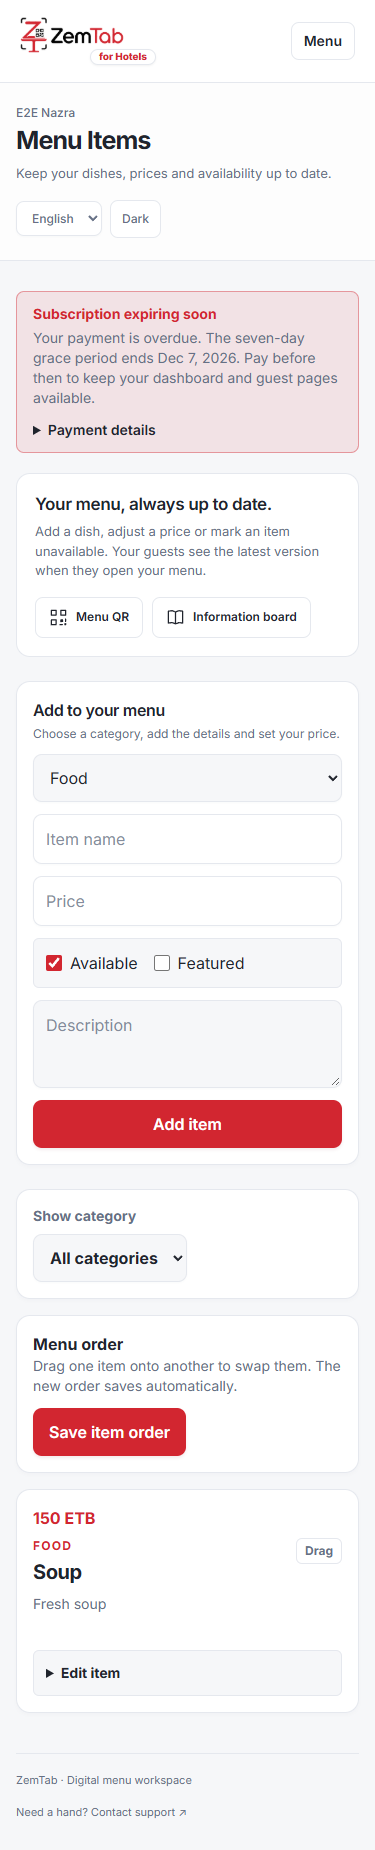 ZemTab
for Hotels
Menu
E2E Nazra
Menu Items
Keep your dishes, prices and availability up to date.
English
Dark
Subscription expiring soon
Your payment is overdue. The seven-day
grace period ends Dec 7, 2026. Pay before
then to keep your dashboard and guest pages
available.
Payment details
Your menu, always up to date.
Add a dish, adjust a price or mark an item
unavailable. Your guests see the latest version
when they open your menu.
Menu QR
Information board
Add to your menu
Choose a category, add the details and set your price.
Food
Item name
Price
Available
Featured
Description
Add item
Show category
All categories
Menu order
Drag one item onto another to swap them. The
new order saves automatically.
Save item order
150 ETB
FOOD
Drag
Soup
Fresh soup
Edit item
ZemTab · Digital menu workspace
Need a hand? Contact support ↗